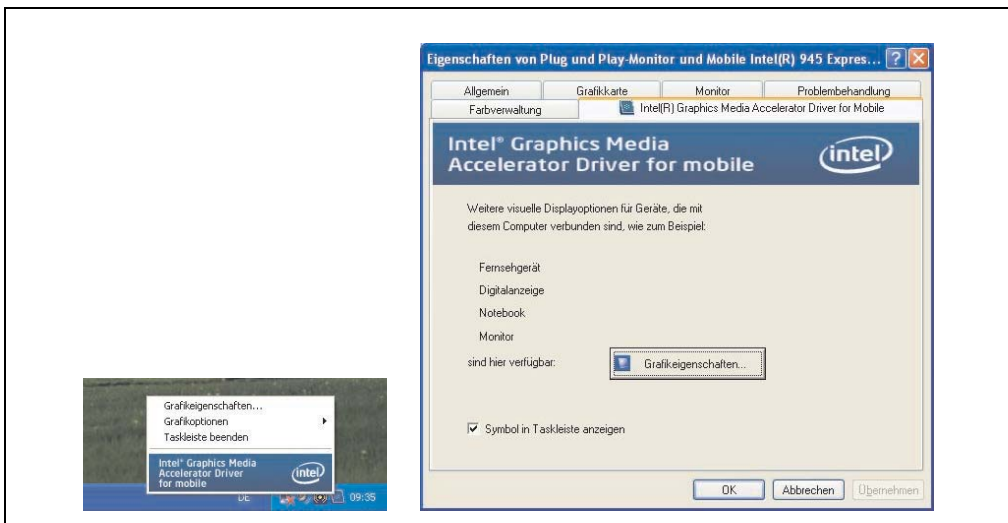 Grafikeigenschaften...
Grafikoptionen
Taskleiste beenden
Intel® Graphics Media
Accelerator Driver
for mobile
intel
DE
09:35
Eigenschaften von Plug und Play-Monitor und Mobile Intel(R) 945 Expres...
Allgemein Grafikkarte Monitor Problembehandlung
Farbverwaltung Intel(R) Graphics Media Accelerator Driver for Mobile
Intel® Graphics Media
Accelerator Driver for mobile
intel
Weitere visuelle Displayoptionen für Geräte, die mit
diesem Computer verbunden sind, wie zum Beispiel:
Fernsehgerät
Digitalanzeige
Notebook
Monitor
sind hier verfügbar: Grafikeigenschaften...
Symbol in Taskleiste anzeigen
OK Abbrechen Übernehmen